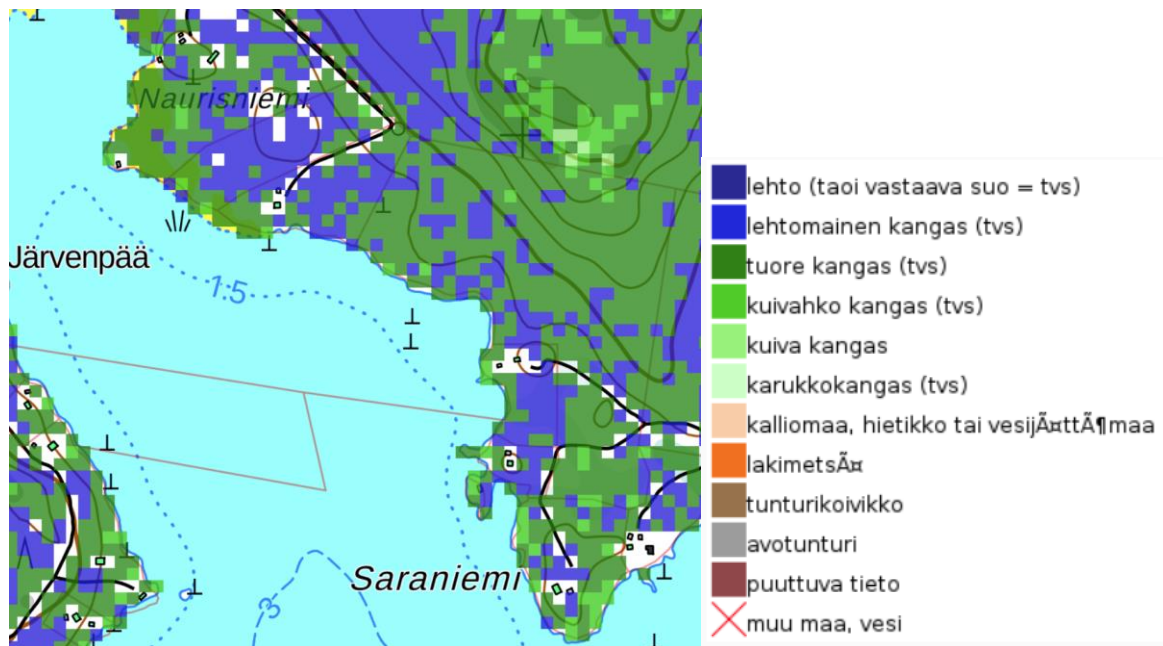 Naurisniemi
Järvenpää
1.5
3
Saraniemi
lehto (taoi vastaava suo = tvs)
lehtomainen kangas (tvs)
tuore kangas (tvs)
kuivahko kangas (tvs)
kuiva kangas
karukkokangas (tvs)
kalliomaa, hietikko tai vesijÃ¤ttÃ¶maa
lakimetsÃ¤
tunturikoivikko
avotunturi
puuttuva tieto
muu maa, vesi